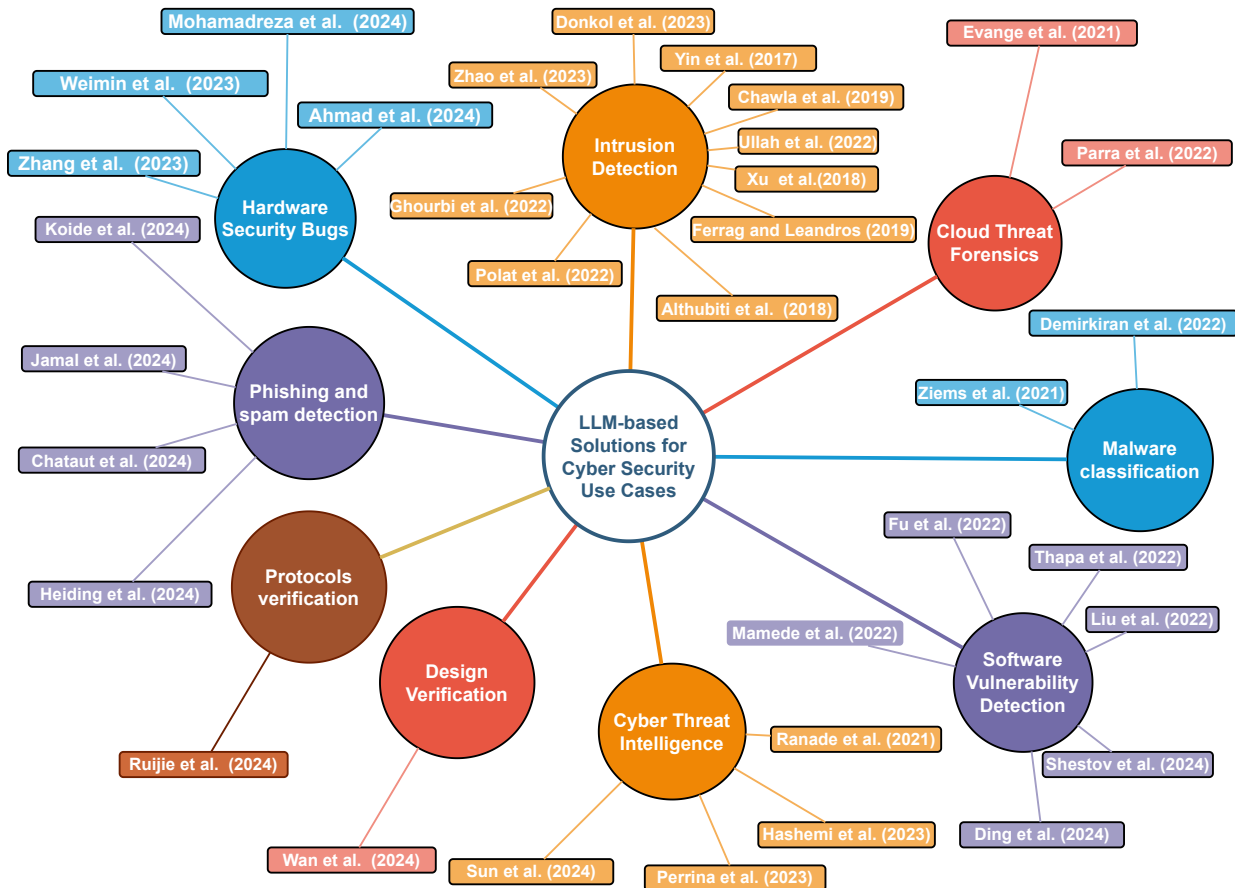 Mohamadreza et al. (2024)
Donkol et al. (2023)
Evange et al. (2021)
Yin et al. (2017)
Weimin et al. (2023)
Zhao et al. (2023)
Chawla et al. (2019)
Ahmad et al. (2024)
Intrusion
Detection
Ullah et al. (2022)
Parra et al. (2022)
Zhang et al. (2023)
Xu et al.(2018)
Hardware
Security Bugs
Ghourbi et al. (2022)
Koide et al. (2024)
Ferrag and Leandros (2019)
Cloud Threat
Forensics
Polat et al. (2022)
Althubiti et al. (2018)
Demirkiran et al. (2022)
Jamal et al. (2024)
Phishing and
spam detection
Ziems et al. (2021)
LLM-based
Solutions for
Cyber Security
Use Cases
Malware
classification
Chataut et al. (2024)
Fu et al. (2022)
Thapa et al. (2022)
Heiding et al. (2024)
Protocols
verification
Liu et al. (2022)
Mamede et al. (2022)
Design
Verification
Software
Vulnerability
Detection
Cyber Threat
Intelligence
Ranade et al. (2021)
Ruijie et al. (2024)
Shestov et al. (2024)
Hashemi et al. (2023)
Ding et al. (2024)
Wan et al. (2024)
Sun et al. (2024)
Perrina et al. (2023)